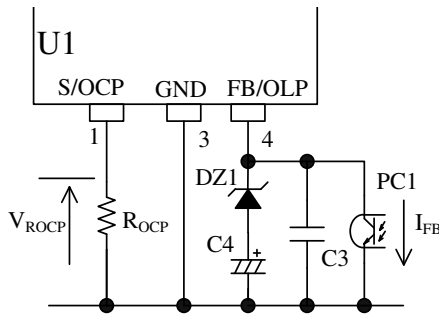 U1
S/OCP GND FB/OLP
1 3 4
DZ1 PC1
V_ROCP R_OCP C4 + C3 I_FB